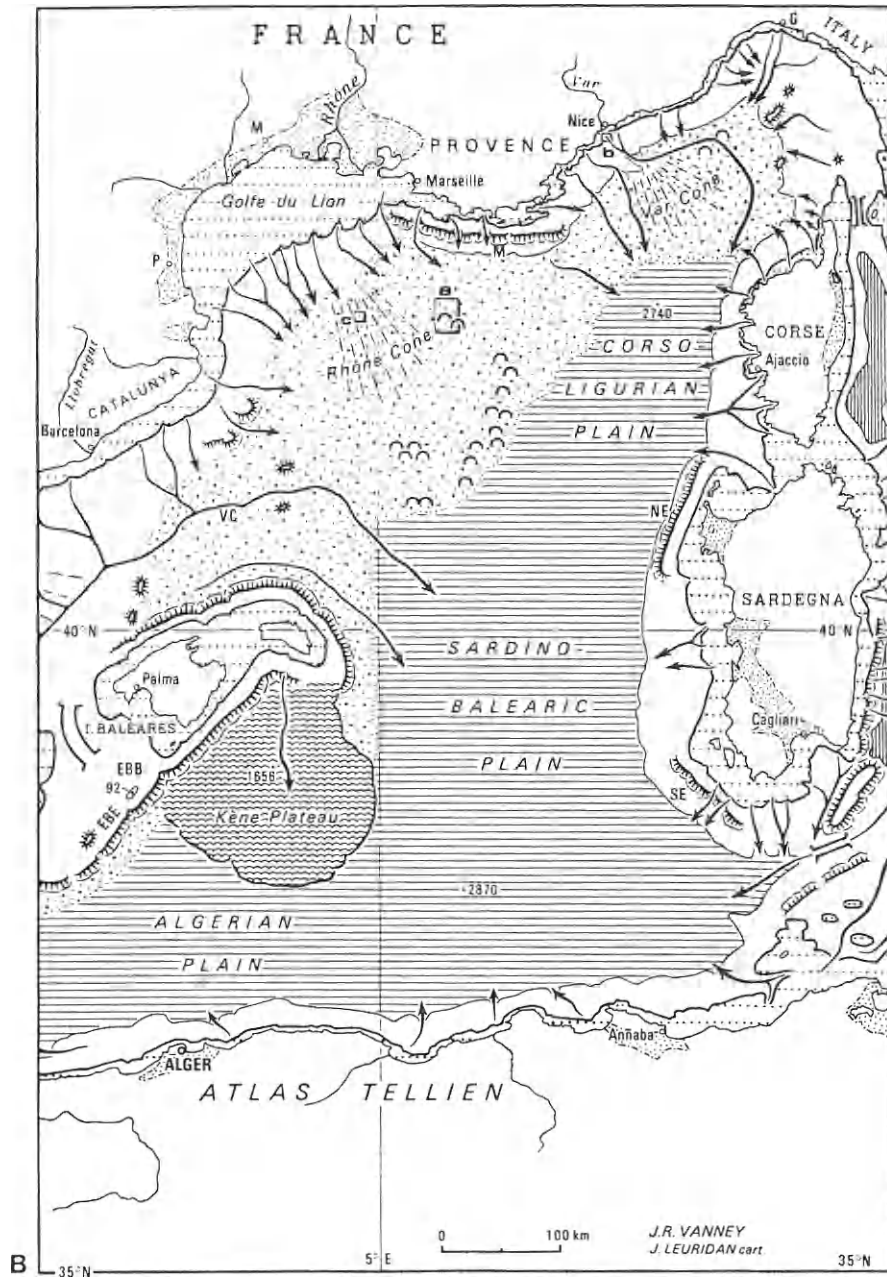 FRANCE
G
ITALY
Rhône
Var
M
Nice
b
PROVENCE
Marseille
Golfe du Lion
Var Cone
M
P
a
c
2740
CORSE
CORSO
Ajaccio
Rhône Cone
LIGURIAN
Llobregat
CATALUNYA
PLAIN
Barcelona
VC
NE
SARDEGNA
40° N
40° N
SARDINO-
Palma
BALEARIC
Cagliari
I. BALEARES
PLAIN
EBB
1656
92
SE
EBE
Kène Plateau
2870
ALGERIAN
PLAIN
Annaba
ALGER
ATLAS TELLIEN
0 100 km
J.R. VANNEY
J. LEURIDAN cart.
B
35° N
5° E
35° N